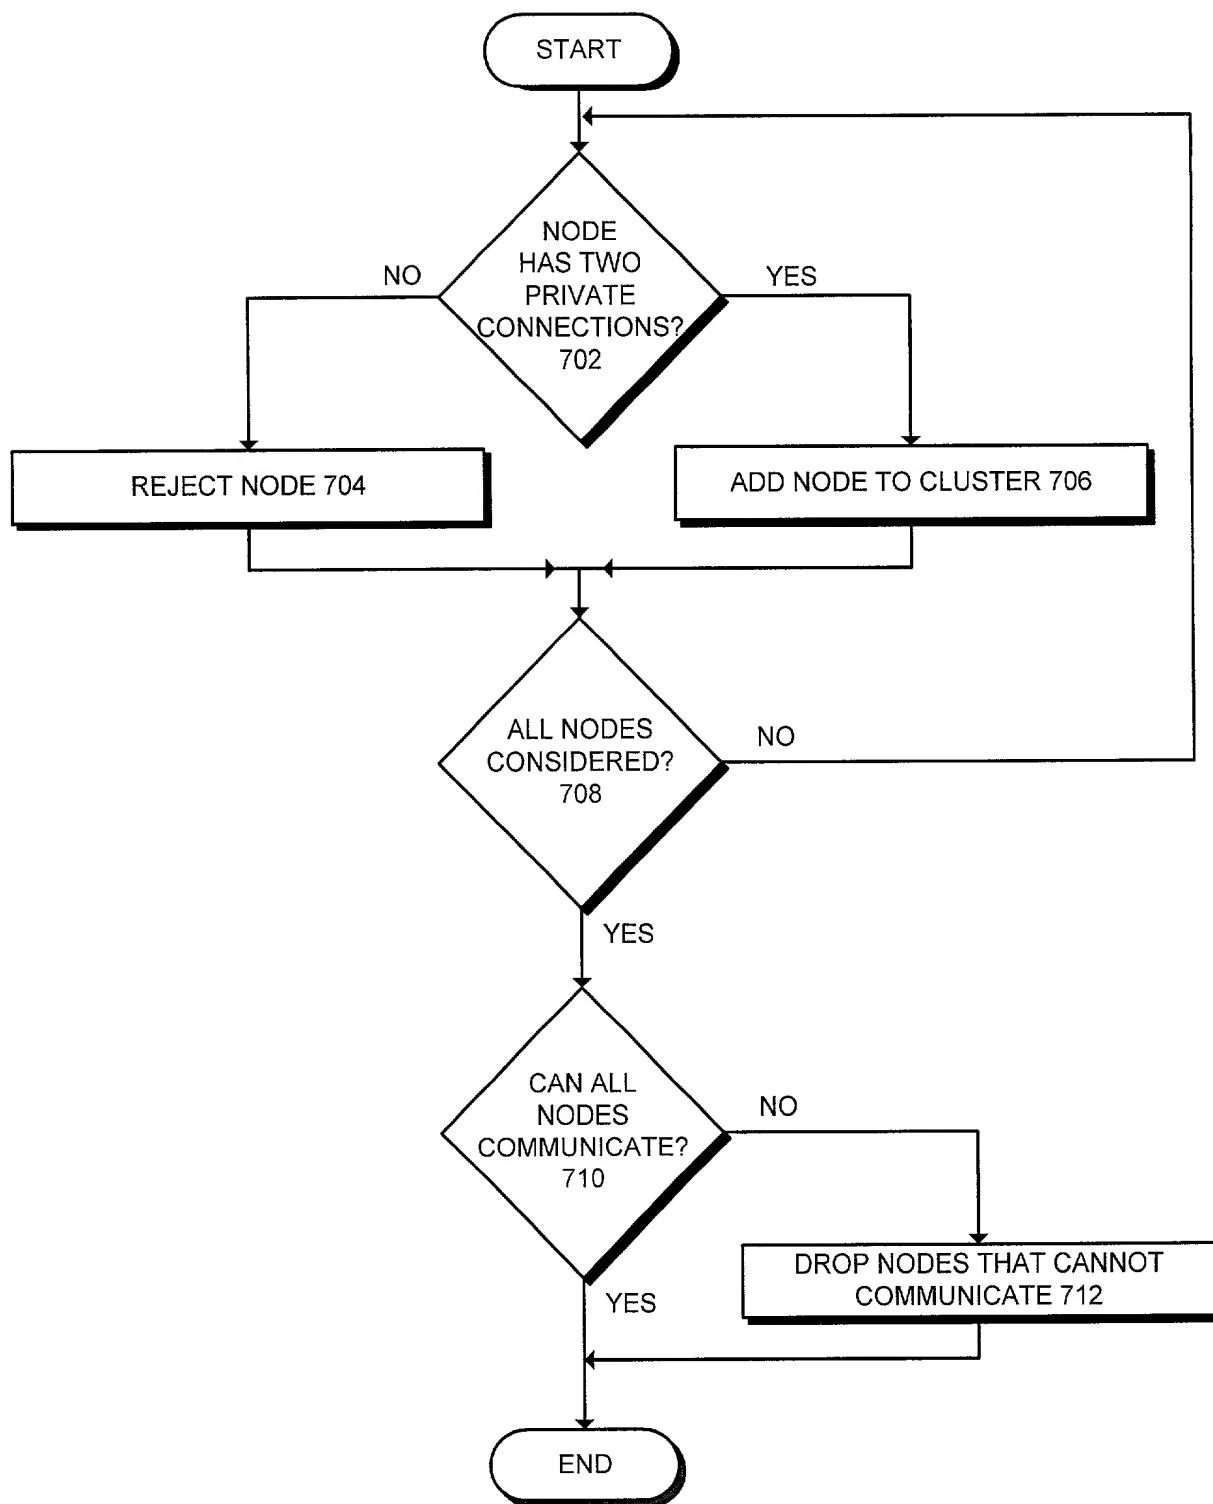 START
NODE
HAS TWO
PRIVATE
CONNECTIONS?
702
NO
YES
REJECT NODE 704
ADD NODE TO CLUSTER 706
ALL NODES
CONSIDERED?
708
NO
YES
CAN ALL
NODES
COMMUNICATE?
710
NO
YES
DROP NODES THAT CANNOT
COMMUNICATE 712
END